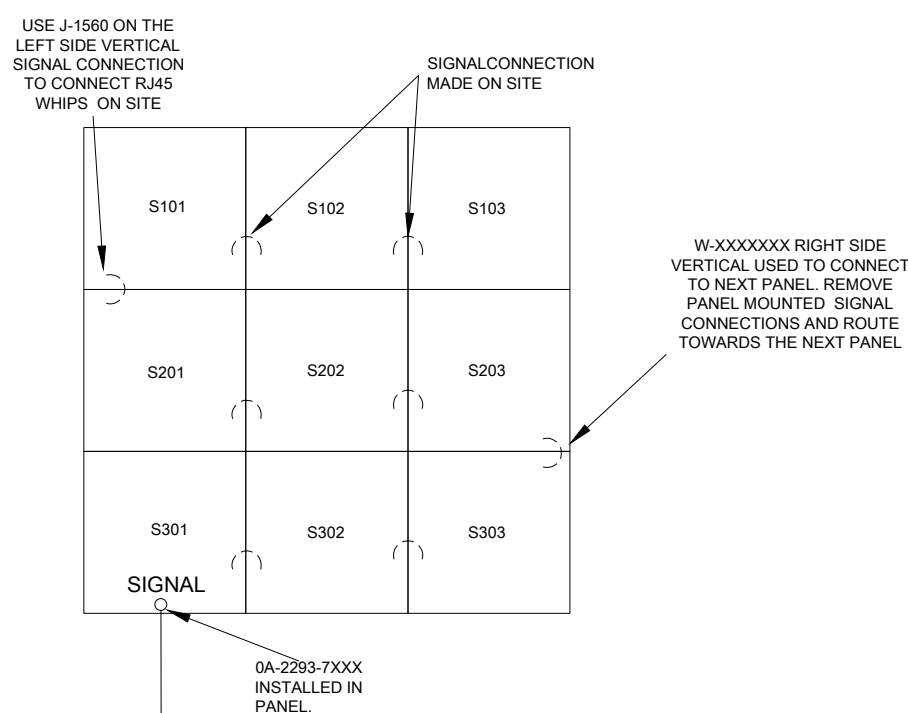 USE J-1560 ON THE
LEFT SIDE VERTICAL
SIGNAL CONNECTION
TO CONNECT RJ45
WHIPS ON SITE
SIGNALCONNECTION
MADE ON SITE
S101
S102
S103
W-XXXXXXX RIGHT SIDE
VERTICAL USED TO CONNECT
TO NEXT PANEL. REMOVE
PANEL MOUNTED SIGNAL
CONNECTIONS AND ROUTE
TOWARDS THE NEXT PANEL
S201
S202
S203
S301
S302
S303
SIGNAL
0A-2293-7XXX
INSTALLED IN
PANEL.